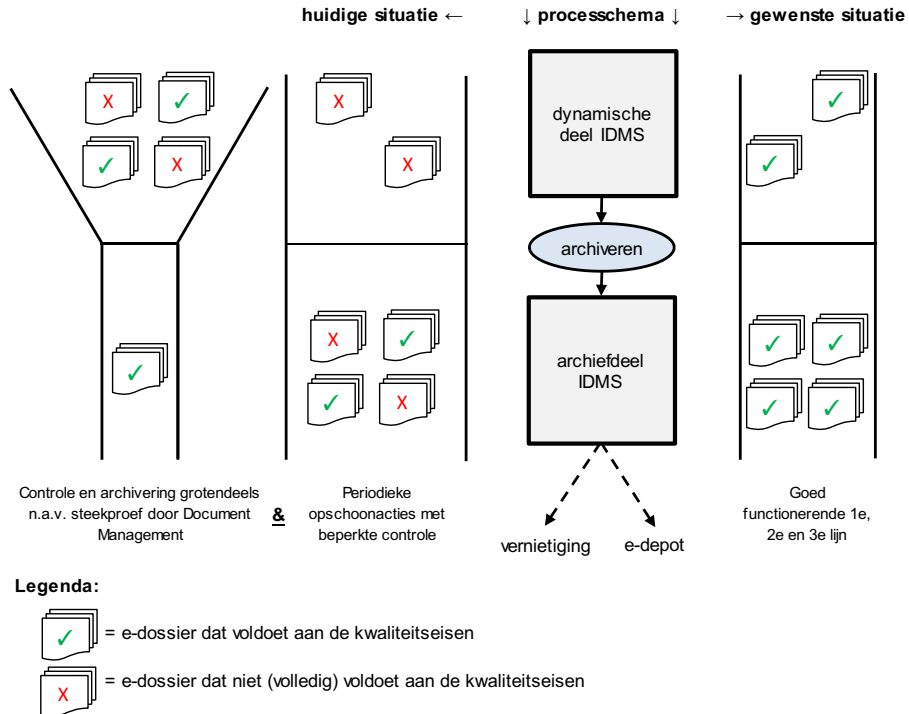 huidige situatie ←
↓ processchema ↓
→ gewenste situatie
X
✓
✓
X
X
X
dynamische
deel IDMS
✓
✓
archiveren
✓
X
✓
✓
X
archiefdeel
IDMS
✓
✓
✓
✓
Controle en archivering grotendeels
n.a.v. steekproef door Document
Management
&
Periodieke
opschoonacties met
beperkte controle
vernietiging
e-depot
Goed
functionerende 1e,
2e en 3e lijn
Legenda:
✓ = e-dossier dat voldoet aan de kwaliteitseisen
X = e-dossier dat niet (volledig) voldoet aan de kwaliteitseisen